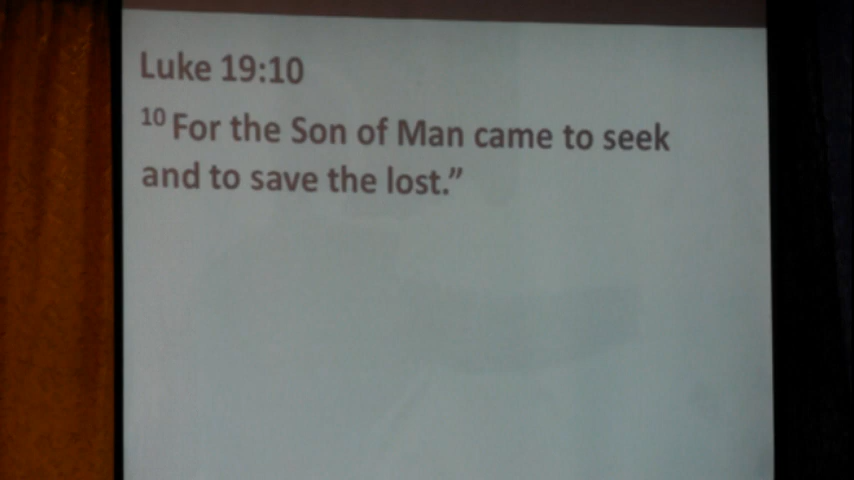 Luke 19:10
10 For the Son of Man came to seek
and to save the lost.”